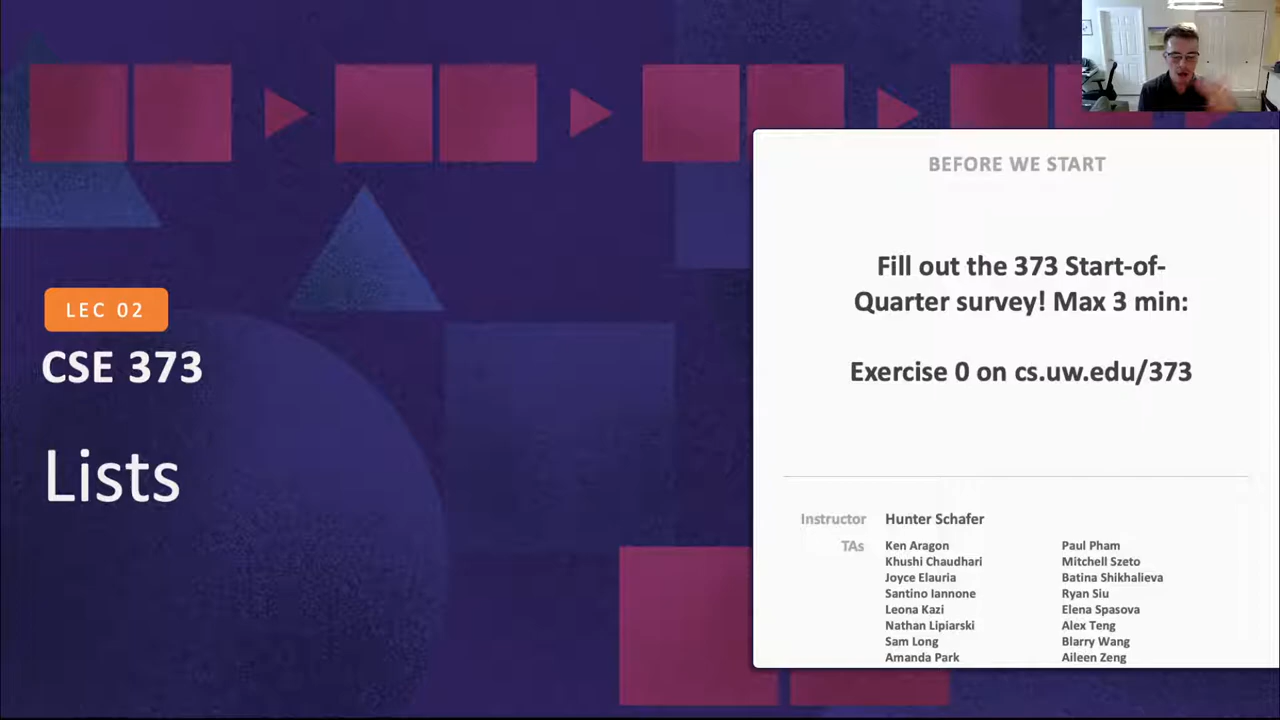 LEC 02
CSE 373
Lists
BEFORE WE START
Fill out the 373 Start-of-
Quarter survey! Max 3 min:
Exercise 0 on cs.uw.edu/373
Instructor Hunter Schafer
TAs Ken Aragon Paul Pham
Khushi Chaudhari Mitchell Szeto
Joyce Elauria Batina Shikhalieva
Santino Iannone Ryan Siu
Leona Kazi Elena Spasova
Nathan Lipiarski Alex Teng
Sam Long Blarry Wang
Amanda Park Aileen Zeng